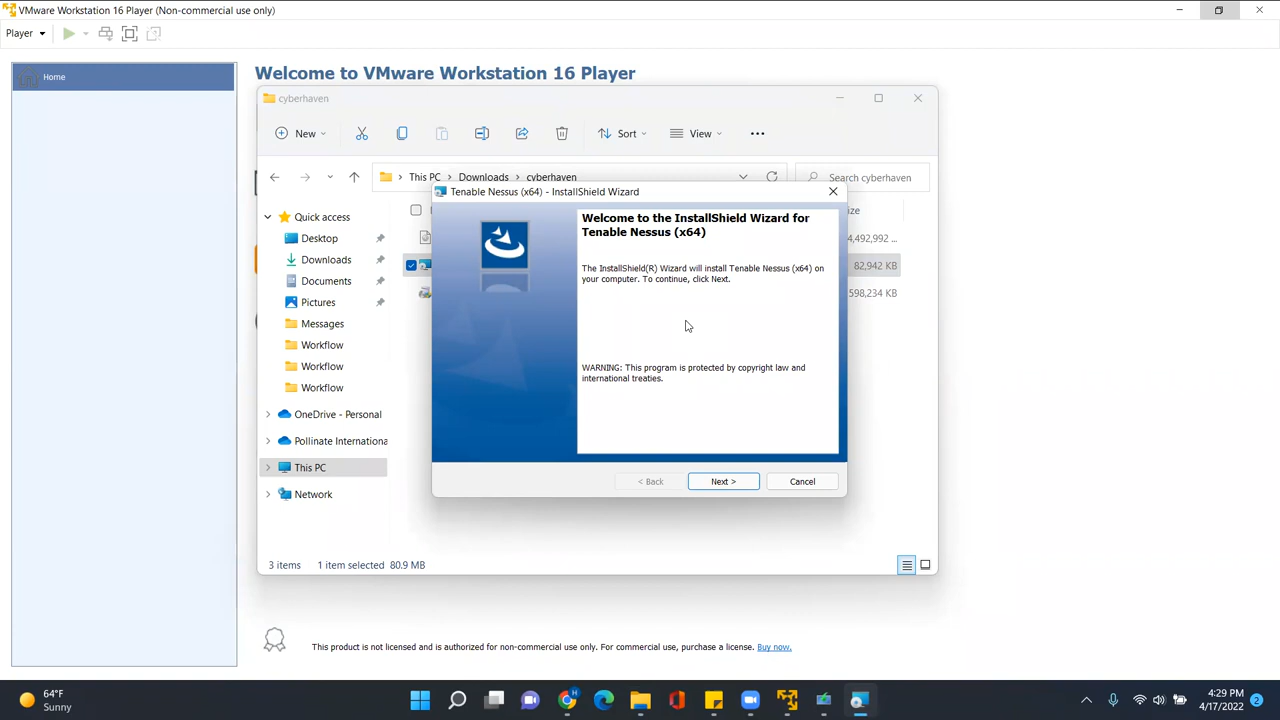 VMware Workstation 16 Player (Non-commercial use only)
Player
Home
Welcome to VMware Workstation 16 Player
cyberhaven
New
Sort
View
This PC > Downloads > cyberhaven
Search cyberhaven
Tenable Nessus (x64) - InstallShield Wizard
Welcome to the InstallShield Wizard for
Tenable Nessus (x64)
The InstallShield(R) Wizard will install Tenable Nessus (x64) on
your computer. To continue, click Next.
WARNING: This program is protected by copyright law and
international treaties.
< Back
Next >
Cancel
Quick access
Desktop
Downloads
Documents
Pictures
Messages
Workflow
Workflow
Workflow
OneDrive - Personal
Pollinate Internationa
This PC
Network
ize
,492,992 ...
82,942 KB
598,234 KB
3 items
1 item selected 80.9 MB
This product is not licensed and is authorized for non-commercial use only. For commercial use, purchase a license. Buy now.
64°F
Sunny
4:29 PM
4/17/2022
2